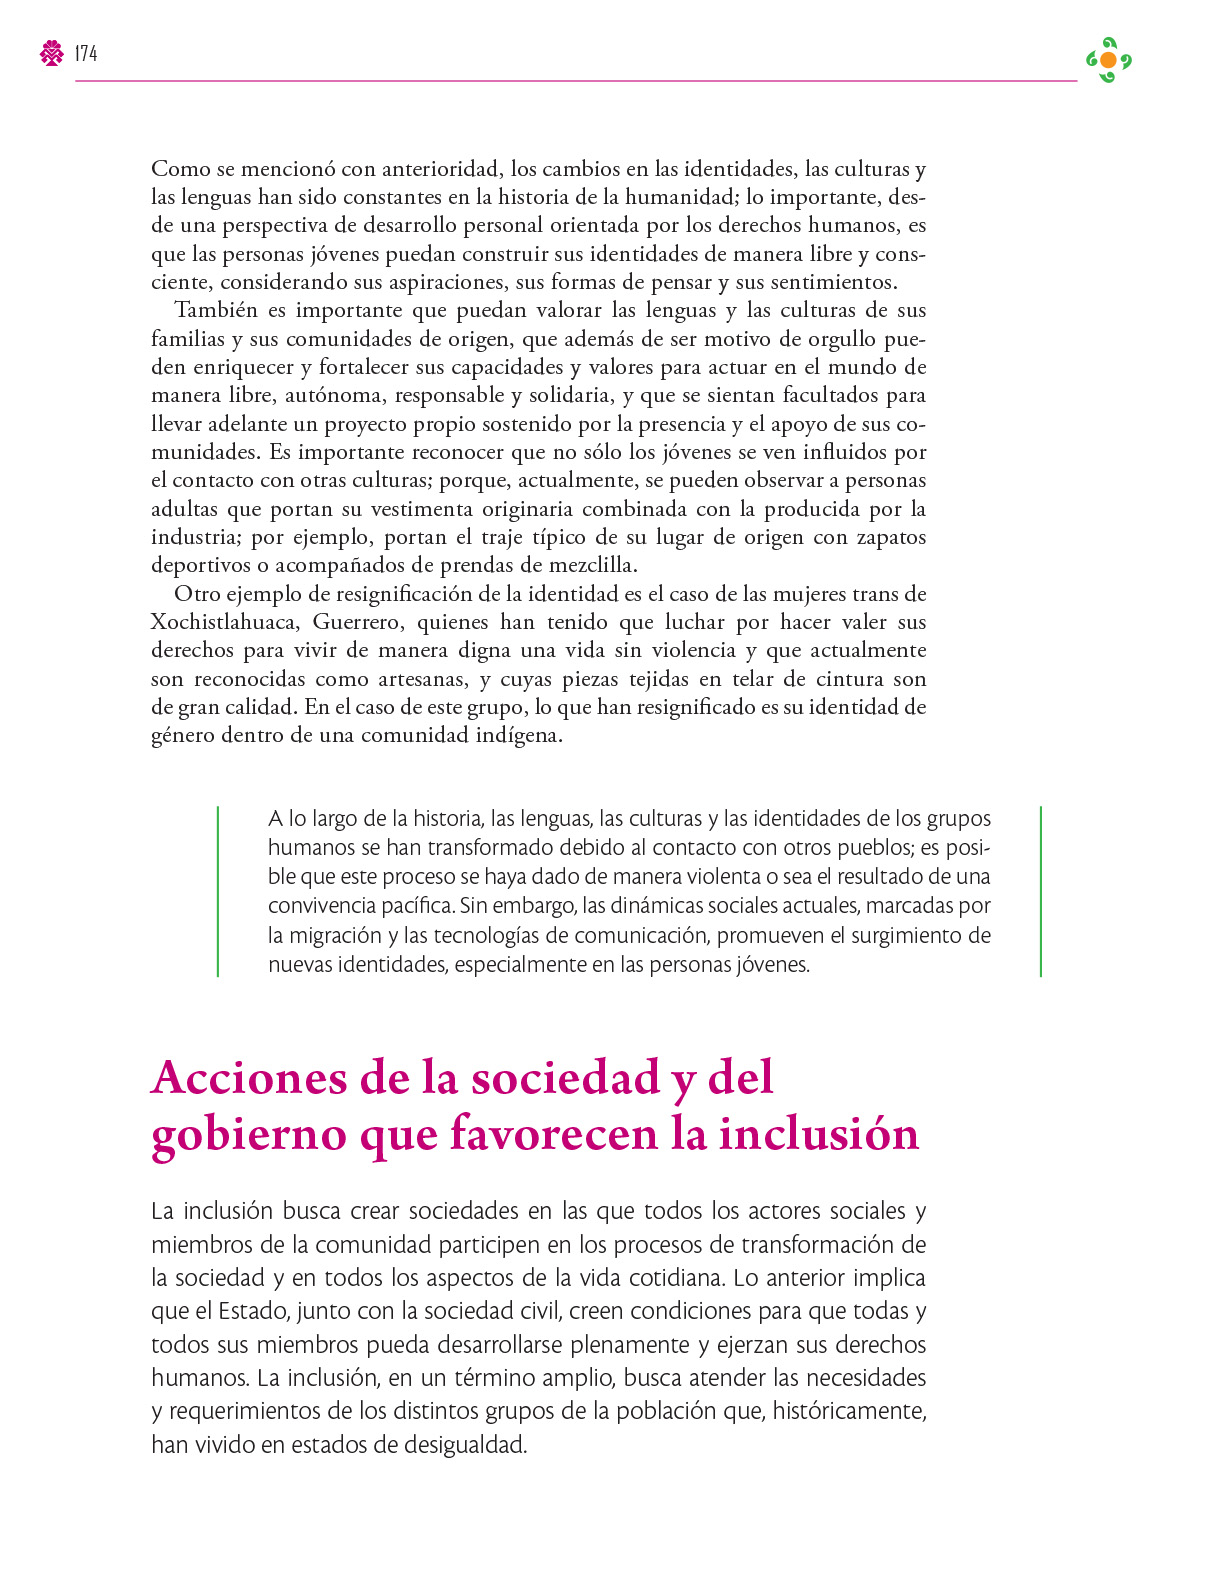 174
Como se mencionó con anterioridad, los cambios en las identidades, las culturas y
las lenguas han sido constantes en la historia de la humanidad; lo importante, des-
de una perspectiva de desarrollo personal orientada por los derechos humanos, es
que las personas jóvenes puedan construir sus identidades de manera libre y cons-
ciente, considerando sus aspiraciones, sus formas de pensar y sus sentimientos.
También es importante que puedan valorar las lenguas y las culturas de sus
familias y sus comunidades de origen, que además de ser motivo de orgullo pue-
den enriquecer y fortalecer sus capacidades y valores para actuar en el mundo de
manera libre, autónoma, responsable y solidaria, y que se sientan facultados para
llevar adelante un proyecto propio sostenido por la presencia y el apoyo de sus co-
munidades. Es importante reconocer que no sólo los jóvenes se ven influidos por
el contacto con otras culturas; porque, actualmente, se pueden observar a personas
adultas que portan su vestimenta originaria combinada con la producida por la
industria; por ejemplo, portan el traje típico de su lugar de origen con zapatos
deportivos o acompañados de prendas de mezclilla.
Otro ejemplo de resignificación de la identidad es el caso de las mujeres trans de
Xochistlahuaca, Guerrero, quienes han tenido que luchar por hacer valer sus
derechos para vivir de manera digna una vida sin violencia y que actualmente
son reconocidas como artesanas, y cuyas piezas tejidas en telar de cintura son
de gran calidad. En el caso de este grupo, lo que han resignificado es su identidad de
género dentro de una comunidad indígena.
A lo largo de la historia, las lenguas, las culturas y las identidades de los grupos
humanos se han transformado debido al contacto con otros pueblos; es posi-
ble que este proceso se haya dado de manera violenta o sea el resultado de una
convivencia pacífica. Sin embargo, las dinámicas sociales actuales, marcadas por
la migración y las tecnologías de comunicación, promueven el surgimiento de
nuevas identidades, especialmente en las personas jóvenes.
Acciones de la sociedad y del
gobierno que favorecen la inclusión
La inclusión busca crear sociedades en las que todos los actores sociales y
miembros de la comunidad participen en los procesos de transformación de
la sociedad y en todos los aspectos de la vida cotidiana. Lo anterior implica
que el Estado, junto con la sociedad civil, creen condiciones para que todas y
todos sus miembros pueda desarrollarse plenamente y ejerzan sus derechos
humanos. La inclusión, en un término amplio, busca atender las necesidades
y requerimientos de los distintos grupos de la población que, históricamente,
han vivido en estados de desigualdad.